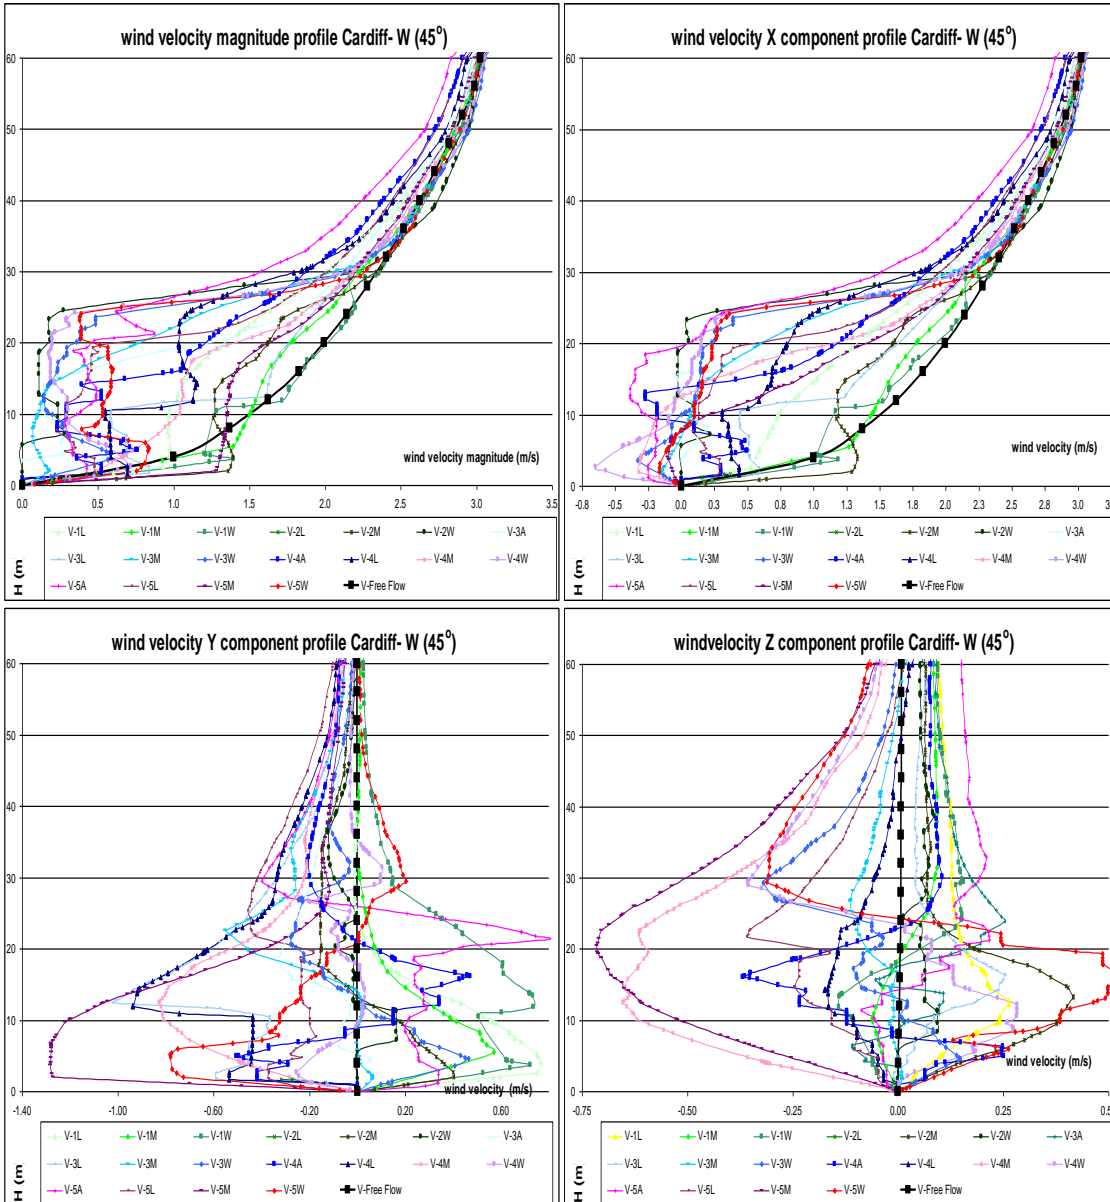 wind velocity magnitude profile Cardiff- W (45°)
60
50
40
30
20
10
0
0.0 0.5 1.0 1.5 2.0 2.5 3.0 3.5
wind velocity magnitude (m/s)
V-1L V-1M V-1W V-2L V-2M V-2W V-3A
V-3L V-3M V-3W V-4A V-4L V-4M V-4W
V-5A V-5L V-5M V-5W V-Free Flow
H (m
wind velocity X component profile Cardiff- W (45°)
60
50
40
30
20
10
0
-0.8 -0.5 -0.3 0.0 0.3 0.5 0.8 1.0 1.3 1.5 1.8 2.0 2.3 2.5 2.8 3.0 3.
wind velocity (m/s)
V-1L V-1M V-1W V-2L V-2M V-2W V-3A
V-3L V-3M V-3W V-4A V-4L V-4M V-4W
V-5A V-5L V-5M V-5W V-Free Flow
H (m
wind velocity Y component profile Cardiff- W (45°)
60
50
40
30
20
10
0
-1.40 -1.00 -0.60 -0.20 0.20 0.60
wind velocity (m/s)
V-1L V-1M V-1W V-2L V-2M V-2W V-3A
V-3L V-3M V-3W V-4A V-4L V-4M V-4W
V-5A V-5L V-5M V-5W V-Free Flow
H (m
windvelocity Z component profile Cardiff- W (45°)
60
50
40
30
20
10
0
-0.75 -0.50 -0.25 0.00 0.25 0.5
wind velocity (m/s)
V-1L V-1M V-1W V-2L V-2M V-2W V-3A
V-3L V-3M V-3W V-4A V-4L V-4M V-4W
V-5A V-5L V-5M V-5W V-Free Flow
H (m